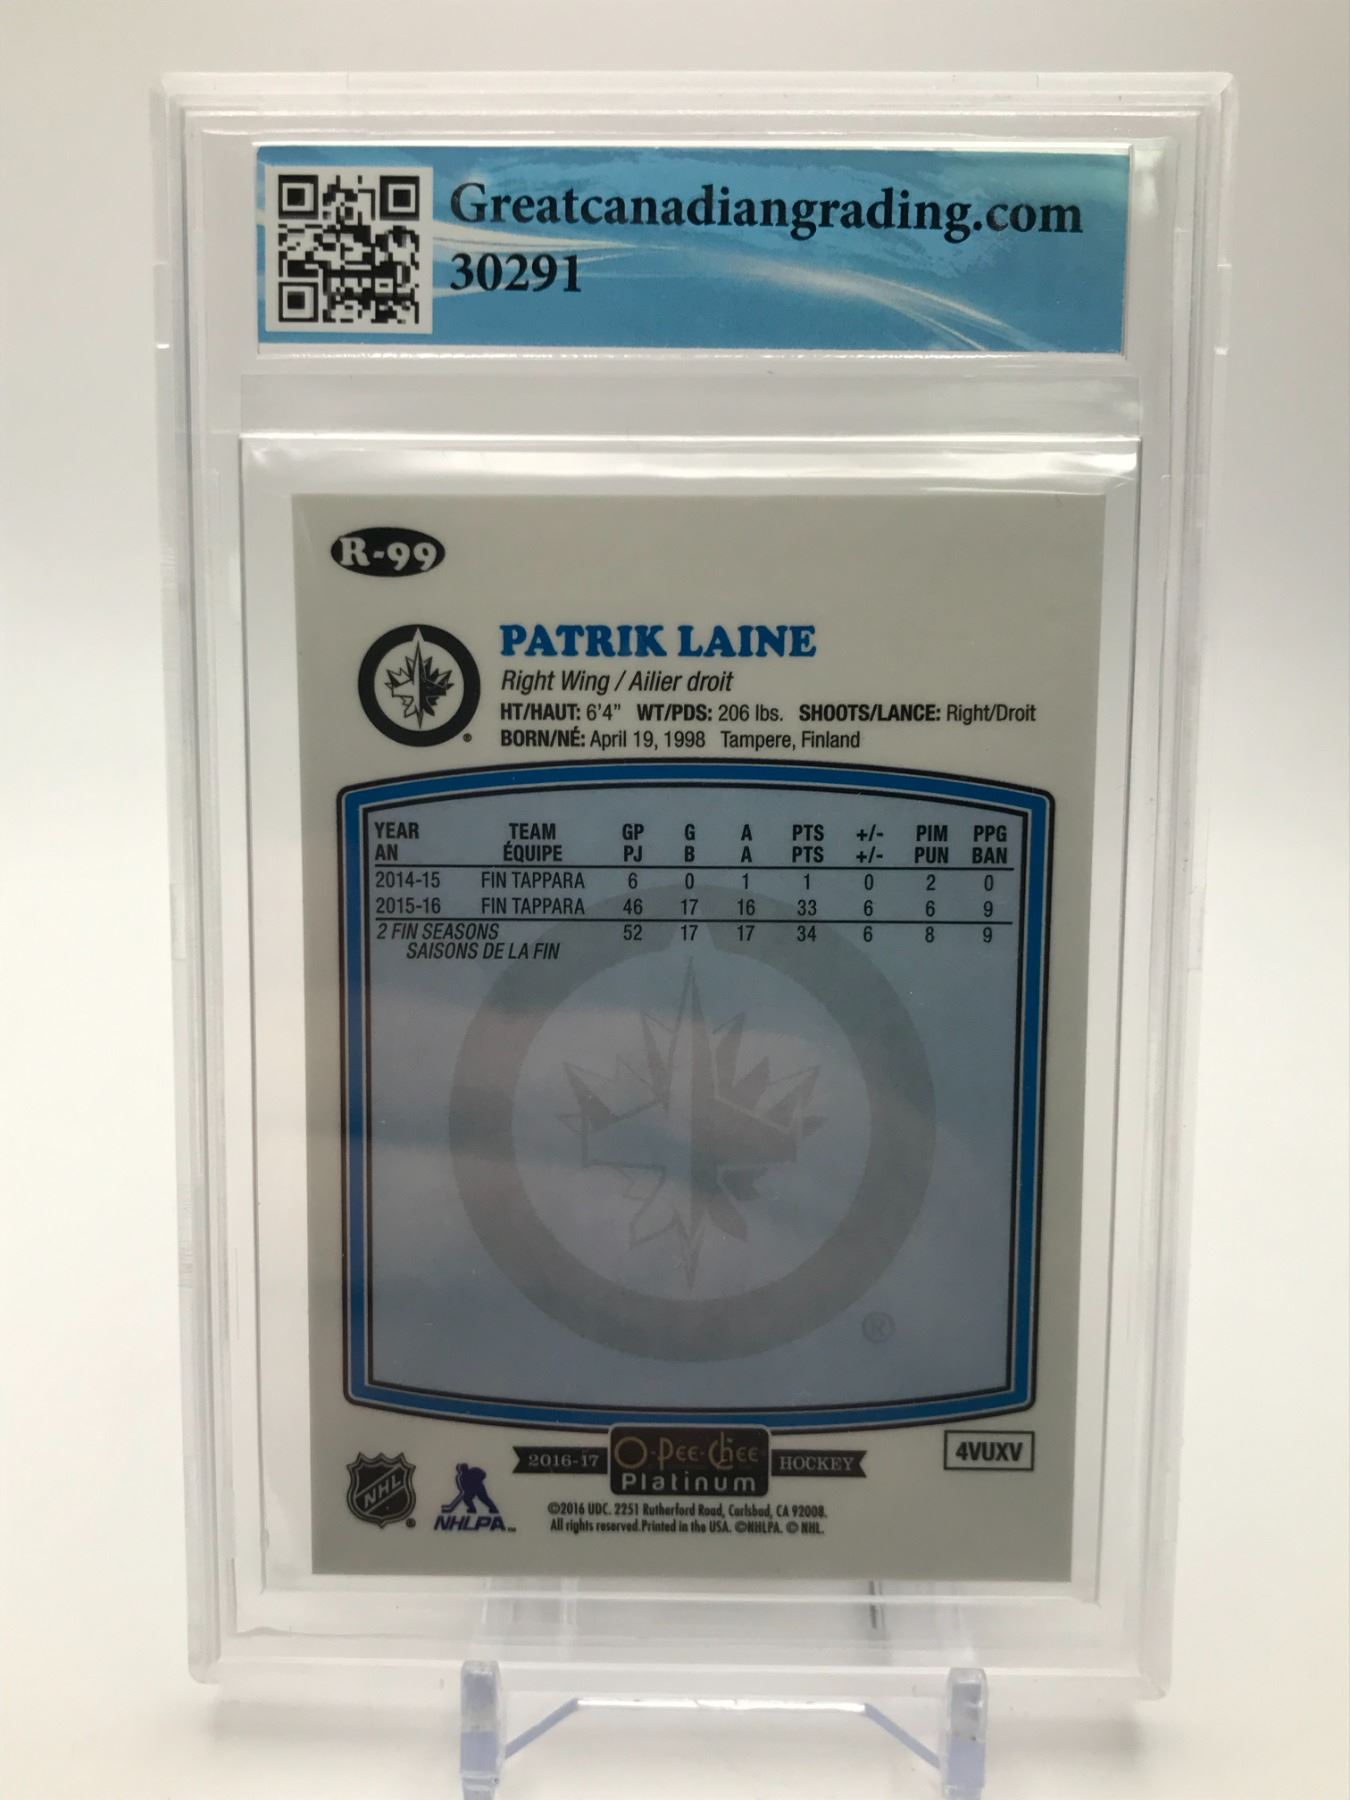 Greatcanadiangrading.com
30291
R-99
PATRIK LAINE
Right Wing / Ailier droit
HT/HAUT: 6'4" WT/PDS: 206 lbs. SHOOTS/LANCE: Right/Droit
BORN/NÉ: April 19, 1998 Tampere, Finland
YEAR TEAM GP G A PTS +/- PIM PPG
AN ÉQUIPE PJ B A PTS +/- PUN BAN
2014-15 FIN TAPPARA 6 0 1 1 0 2 0
2015-16 FIN TAPPARA 46 17 16 33 6 6 9
2 FIN SEASONS 52 17 17 34 6 8 9
SAISONS DE LA FIN
®
®
4VUXV
2016-17 O-Pee-Chee HOCKEY
Platinum
NHL ®
NHLPA™
©2016 UDC. 2251 Rutherford Road, Carlsbad, CA 92008.
All rights reserved.Printed in the USA. ©NHLPA. © NHL.